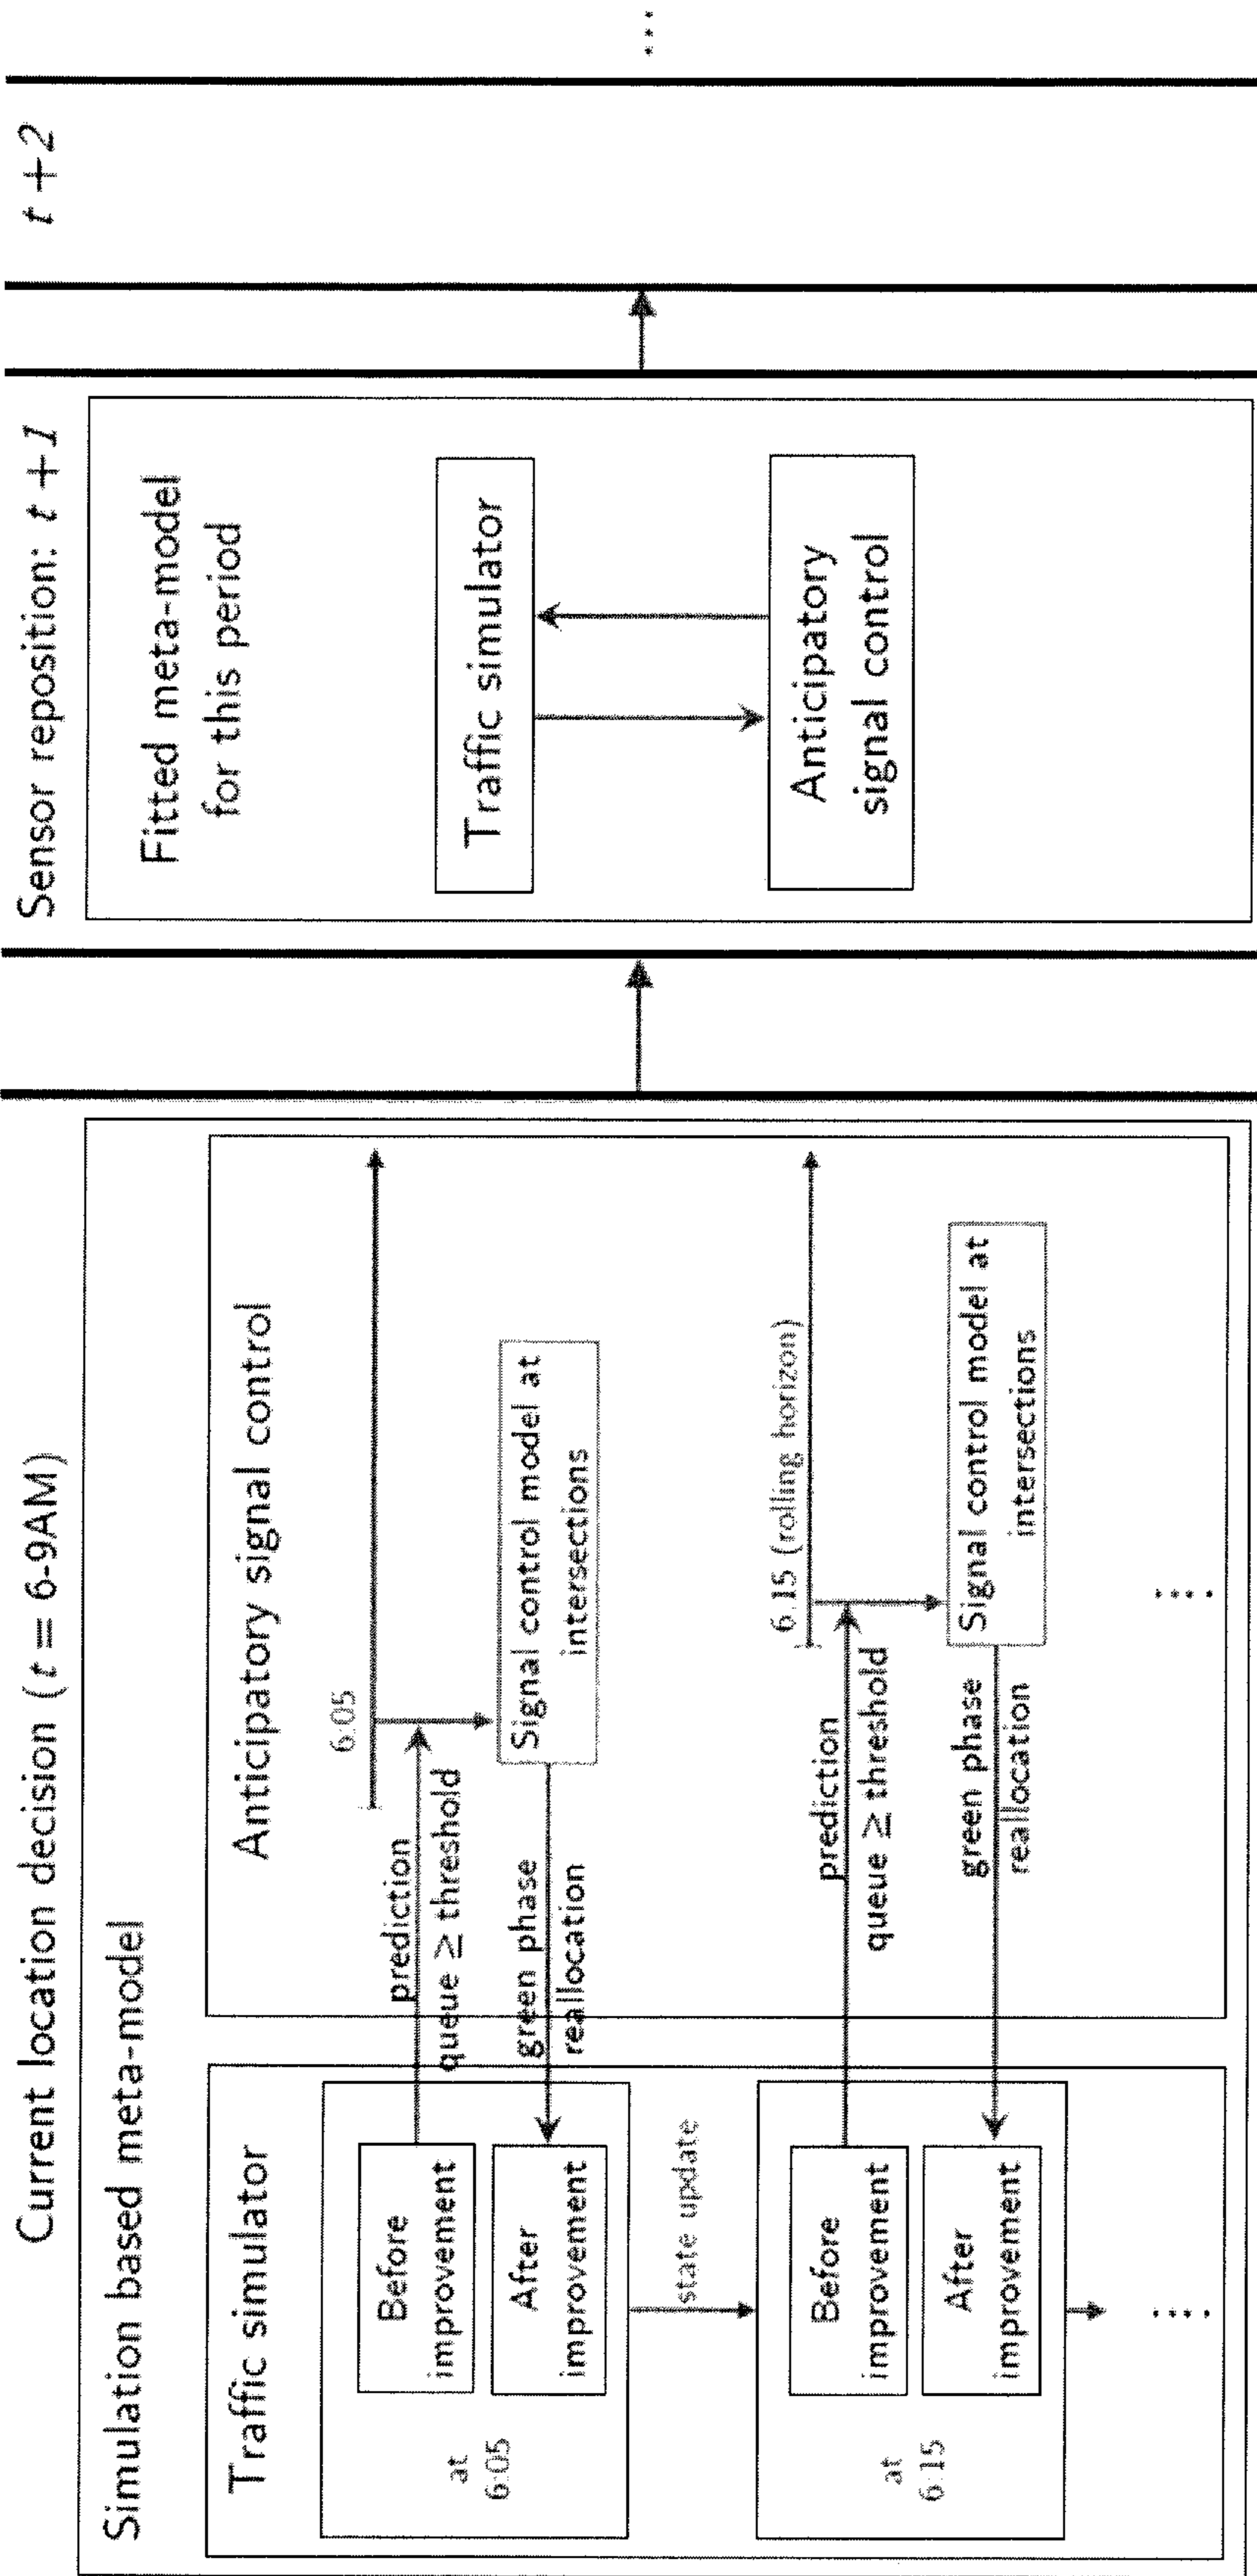 Current location decision (t = 6-9AM)
Simulation based meta-model
Traffic simulator
at
6:05
Before
improvement
After
improvement
state update
at
6:15
Before
improvement
After
improvement
....
prediction
queue ≥ threshold
green phase
reallocation
prediction
queue ≥ threshold
green phase
reallocation
Anticipatory signal control
6:05
Signal control model at
intersections
6.15 (rolling horizon)
Signal control model at
intersections
....
Sensor reposition: t +1
Fitted meta-model
for this period
Traffic simulator
Anticipatory
signal control
t +2
...